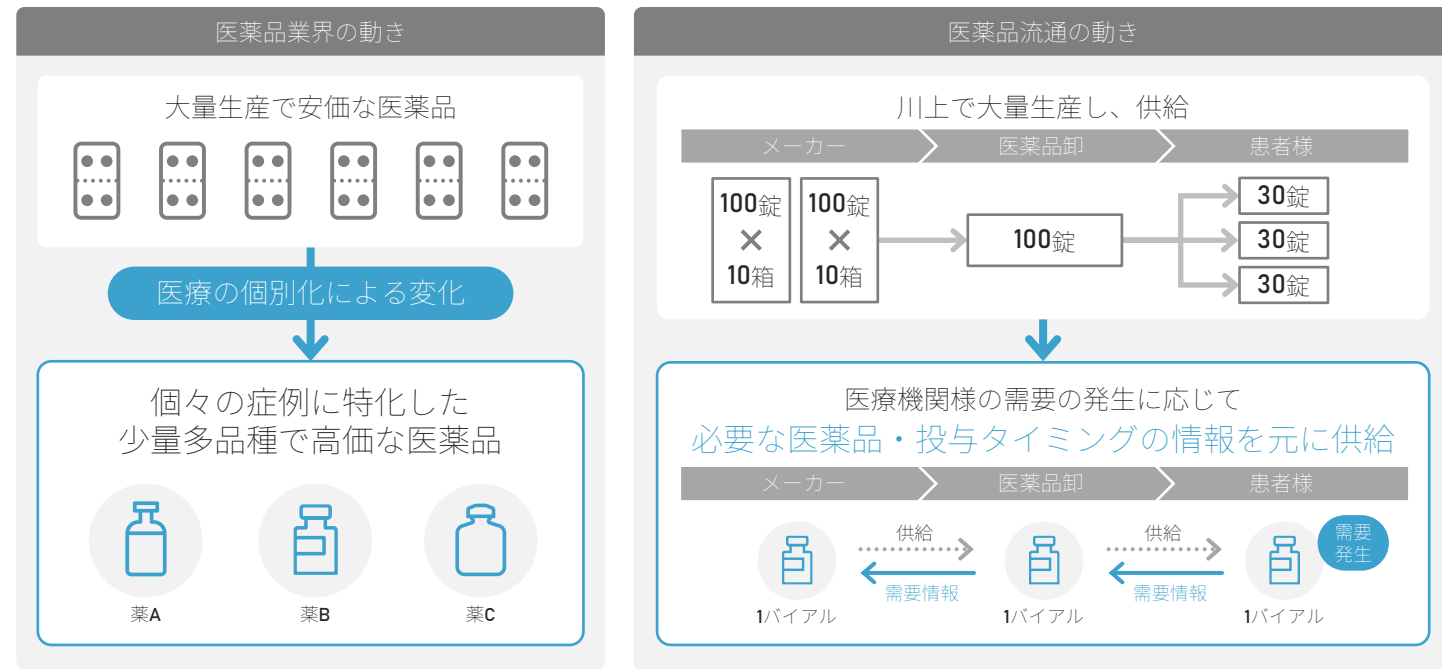 医薬品業界の動き
大量生産で安価な医薬品
医療の個別化による変化
個々の症例に特化した
少量多品種で高価な医薬品
薬A
薬B
薬C
医薬品流通の動き
川上で大量生産し、供給
メーカー
医薬品卸
患者様
100錠
×
10箱
100錠
×
10箱
100錠
30錠
30錠
30錠
医療機関様の需要の発生に応じて
必要な医薬品・投与タイミングの情報を元に供給
メーカー
医薬品卸
患者様
供給
需要情報
供給
需要情報
需要
発生
1バイアル
1バイアル
1バイアル